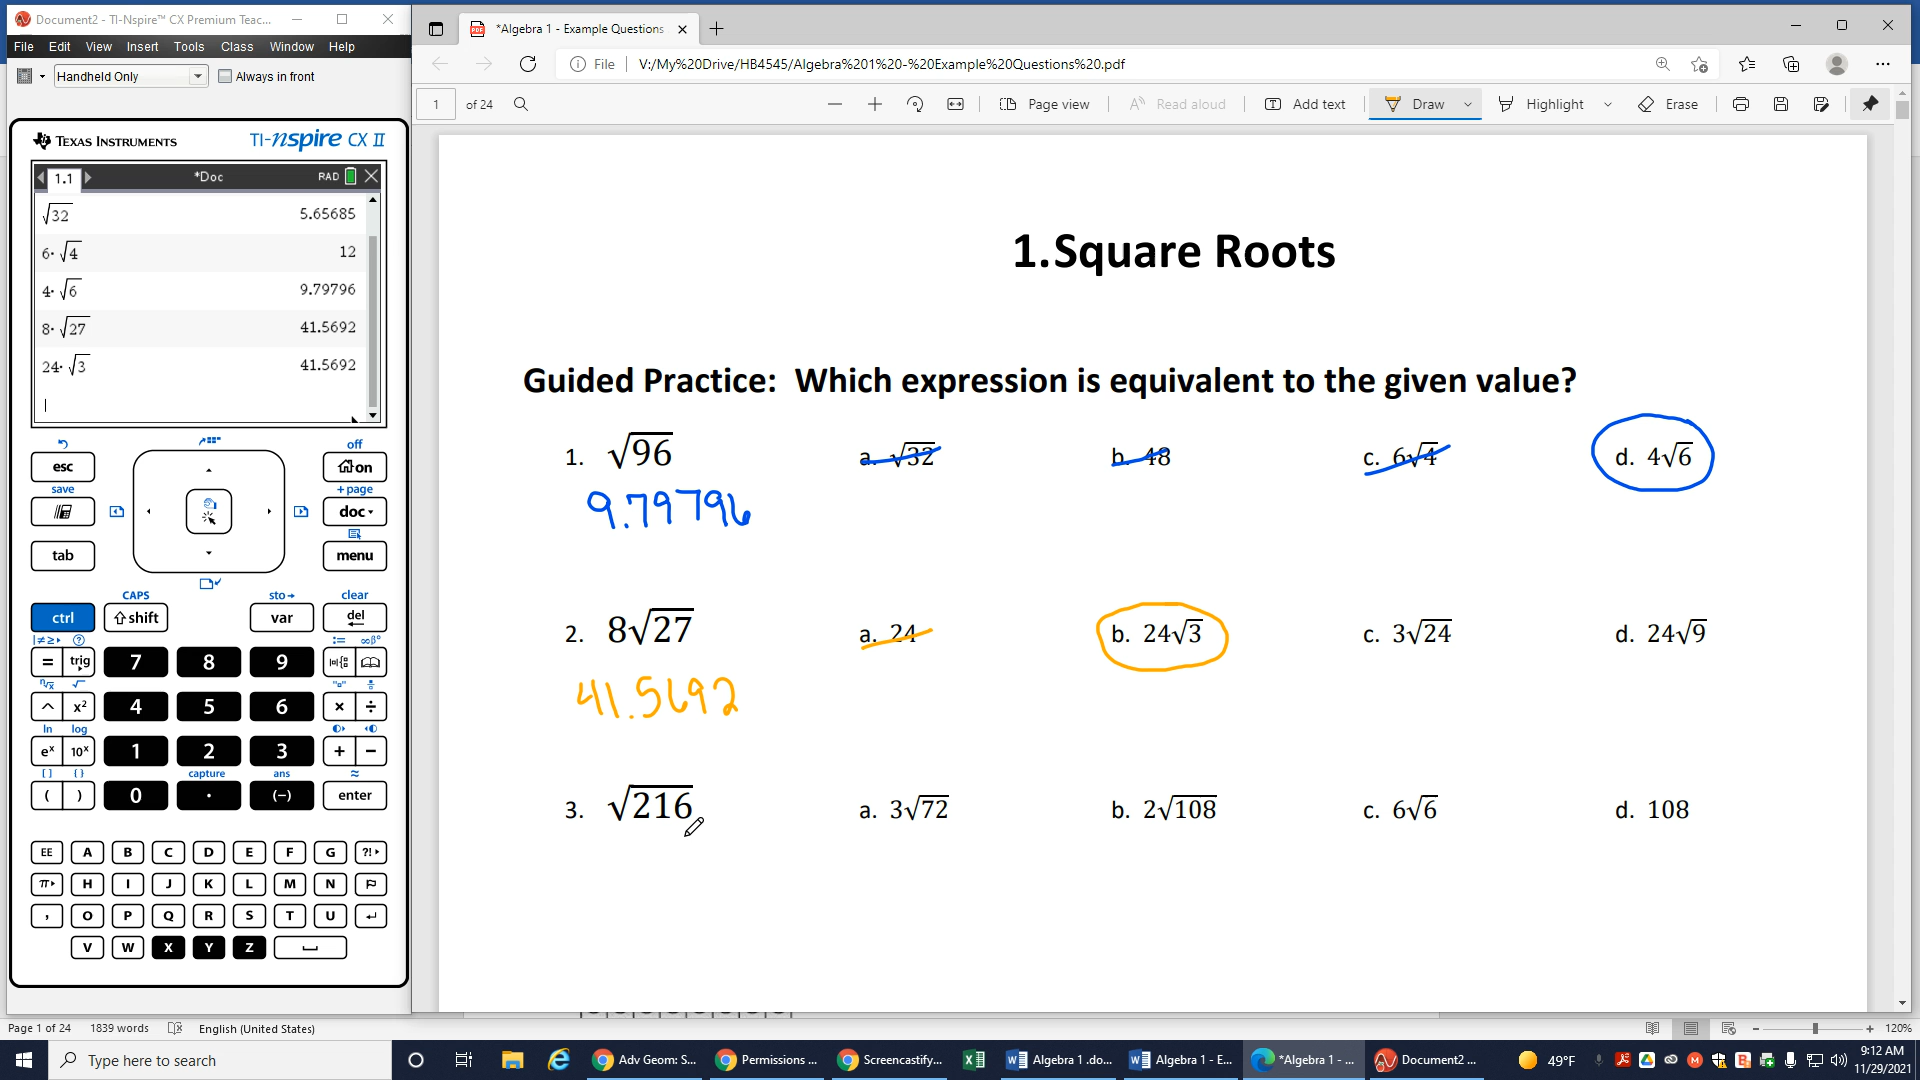 Document2 - TI-Nspire™ CX Premium Teac...
File Edit View Insert Tools Class Window Help
Handheld Only Always in front
TEXAS INSTRUMENTS TI-nspire CX II
1.1 *Doc RAD
√32 5.65685
6·√4 12
4·√6 9.79796
8·√27 41.5692
24·√3 41.5692
off
esc on
save +page
doc
tab menu
CAPS sto→ clear
ctrl shift var del
= trig 7 8 9
^ x² 4 5 6 × ÷
ln log
eˣ 10ˣ 1 2 3 + −
[ ] { } capture ans ≈
( ) 0 . (−) enter
EE A B C D E F G ?!
π H I J K L M N
, O P Q R S T U
V W X Y Z
*Algebra 1 - Example Questions
File V:/My%20Drive/HB4545/Algebra%201%20-%20Example%20Questions%20.pdf
1 of 24 Page view Read aloud Add text Draw Highlight Erase
1.Square Roots
Guided Practice: Which expression is equivalent to the given value?
1. √96 a. √32 b. 48 c. 6√4 d. 4√6
9.79796
2. 8√27 a. 24 b. 24√3 c. 3√24 d. 24√9
41.5692
3. √216 a. 3√72 b. 2√108 c. 6√6 d. 108
Page 1 of 24 1839 words English (United States) 120%
Type here to search Adv Geom: S... Permissions ... Screencastify... Algebra 1 .do... Algebra 1 - E... *Algebra 1 - ... Document2 ... 49°F 9:12 AM
11/29/2021